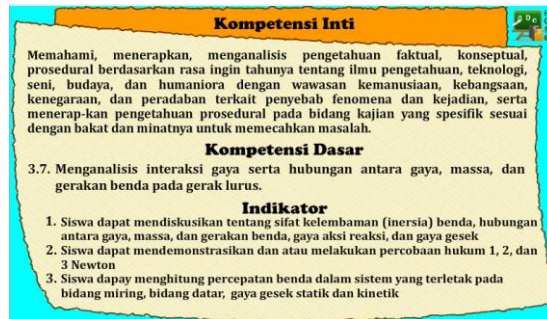 Kompetensi Inti
Memahami, menerapkan, menganalisis pengetahuan faktual, konseptual,
prosedural berdasarkan rasa ingin tahunya tentang ilmu pengetahuan, teknologi,
seni, budaya, dan humaniora dengan wawasan kemanusiaan, kebangsaan,
kenegaraan, dan peradaban terkait penyebab fenomena dan kejadian, serta
menerap-kan pengetahuan prosedural pada bidang kajian yang spesifik sesuai
dengan bakat dan minatnya untuk memecahkan masalah.
Kompetensi Dasar
3.7. Menganalisis interaksi gaya serta hubungan antara gaya, massa, dan
gerakan benda pada gerak lurus.
Indikator
1. Siswa dapat mendiskusikan tentang sifat kelembaman (inersia) benda, hubungan
antara gaya, massa, dan gerakan benda, gaya aksi reaksi, dan gaya gesek
2. Siswa dapat mendemonstrasikan dan atau melakukan percobaan hukum 1, 2, dan
3 Newton
3. Siswa dapay menghitung percepatan benda dalam sistem yang terletak pada
bidang miring, bidang datar, gaya gesek statik dan kinetik